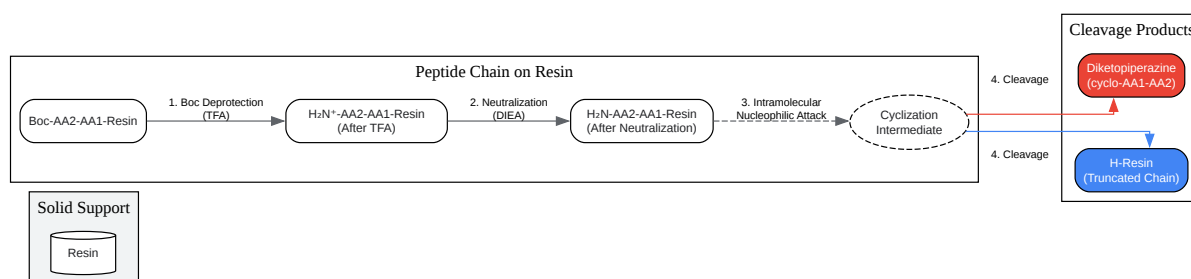 Cleavage Products
Peptide Chain on Resin
Boc-AA2-AA1-Resin
1. Boc Deprotection
(TFA)
H₂N⁺-AA2-AA1-Resin
(After TFA)
2. Neutralization
(DIEA)
H₂N-AA2-AA1-Resin
(After Neutralization)
3. Intramolecular
Nucleophilic Attack
Cyclization
Intermediate
4. Cleavage
4. Cleavage
Diketopiperazine
(cyclo-AA1-AA2)
H-Resin
(Truncated Chain)
Solid Support
Resin